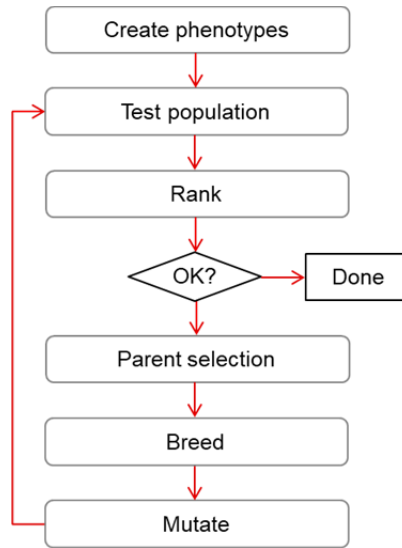 Create phenotypes
Test population
Rank
OK?
Done
Parent selection
Breed
Mutate